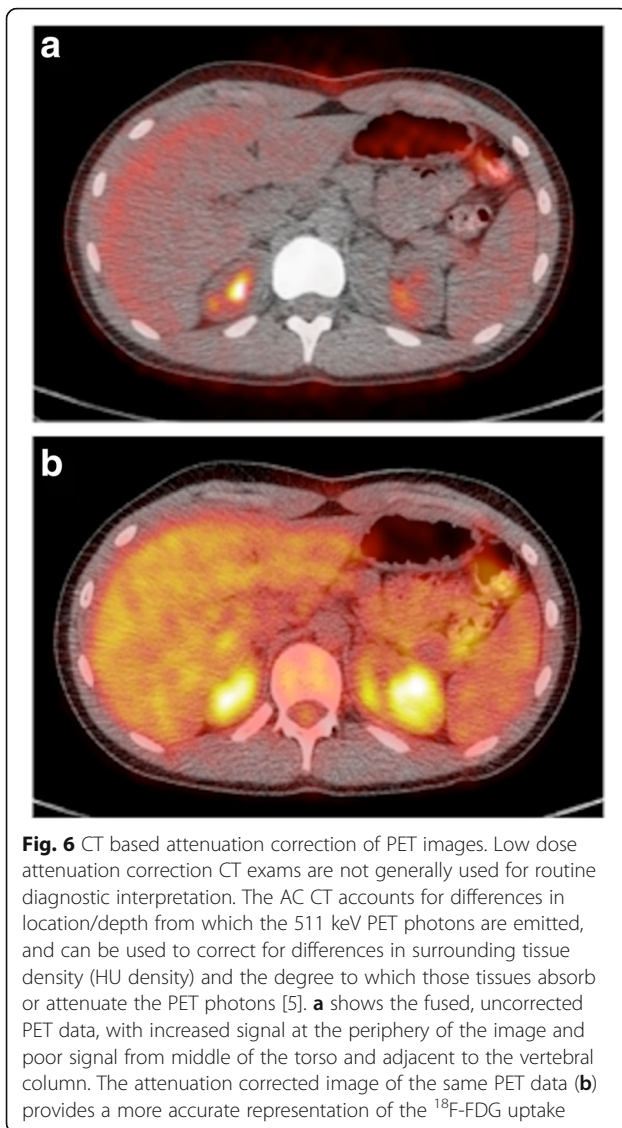 a
b
Fig. 6 CT based attenuation correction of PET images. Low dose
attenuation correction CT exams are not generally used for routine
diagnostic interpretation. The AC CT accounts for differences in
location/depth from which the 511 keV PET photons are emitted,
and can be used to correct for differences in surrounding tissue
density (HU density) and the degree to which those tissues absorb
or attenuate the PET photons [5]. a shows the fused, uncorrected
PET data, with increased signal at the periphery of the image and
poor signal from middle of the torso and adjacent to the vertebral
column. The attenuation corrected image of the same PET data (b)
provides a more accurate representation of the ¹⁸F-FDG uptake